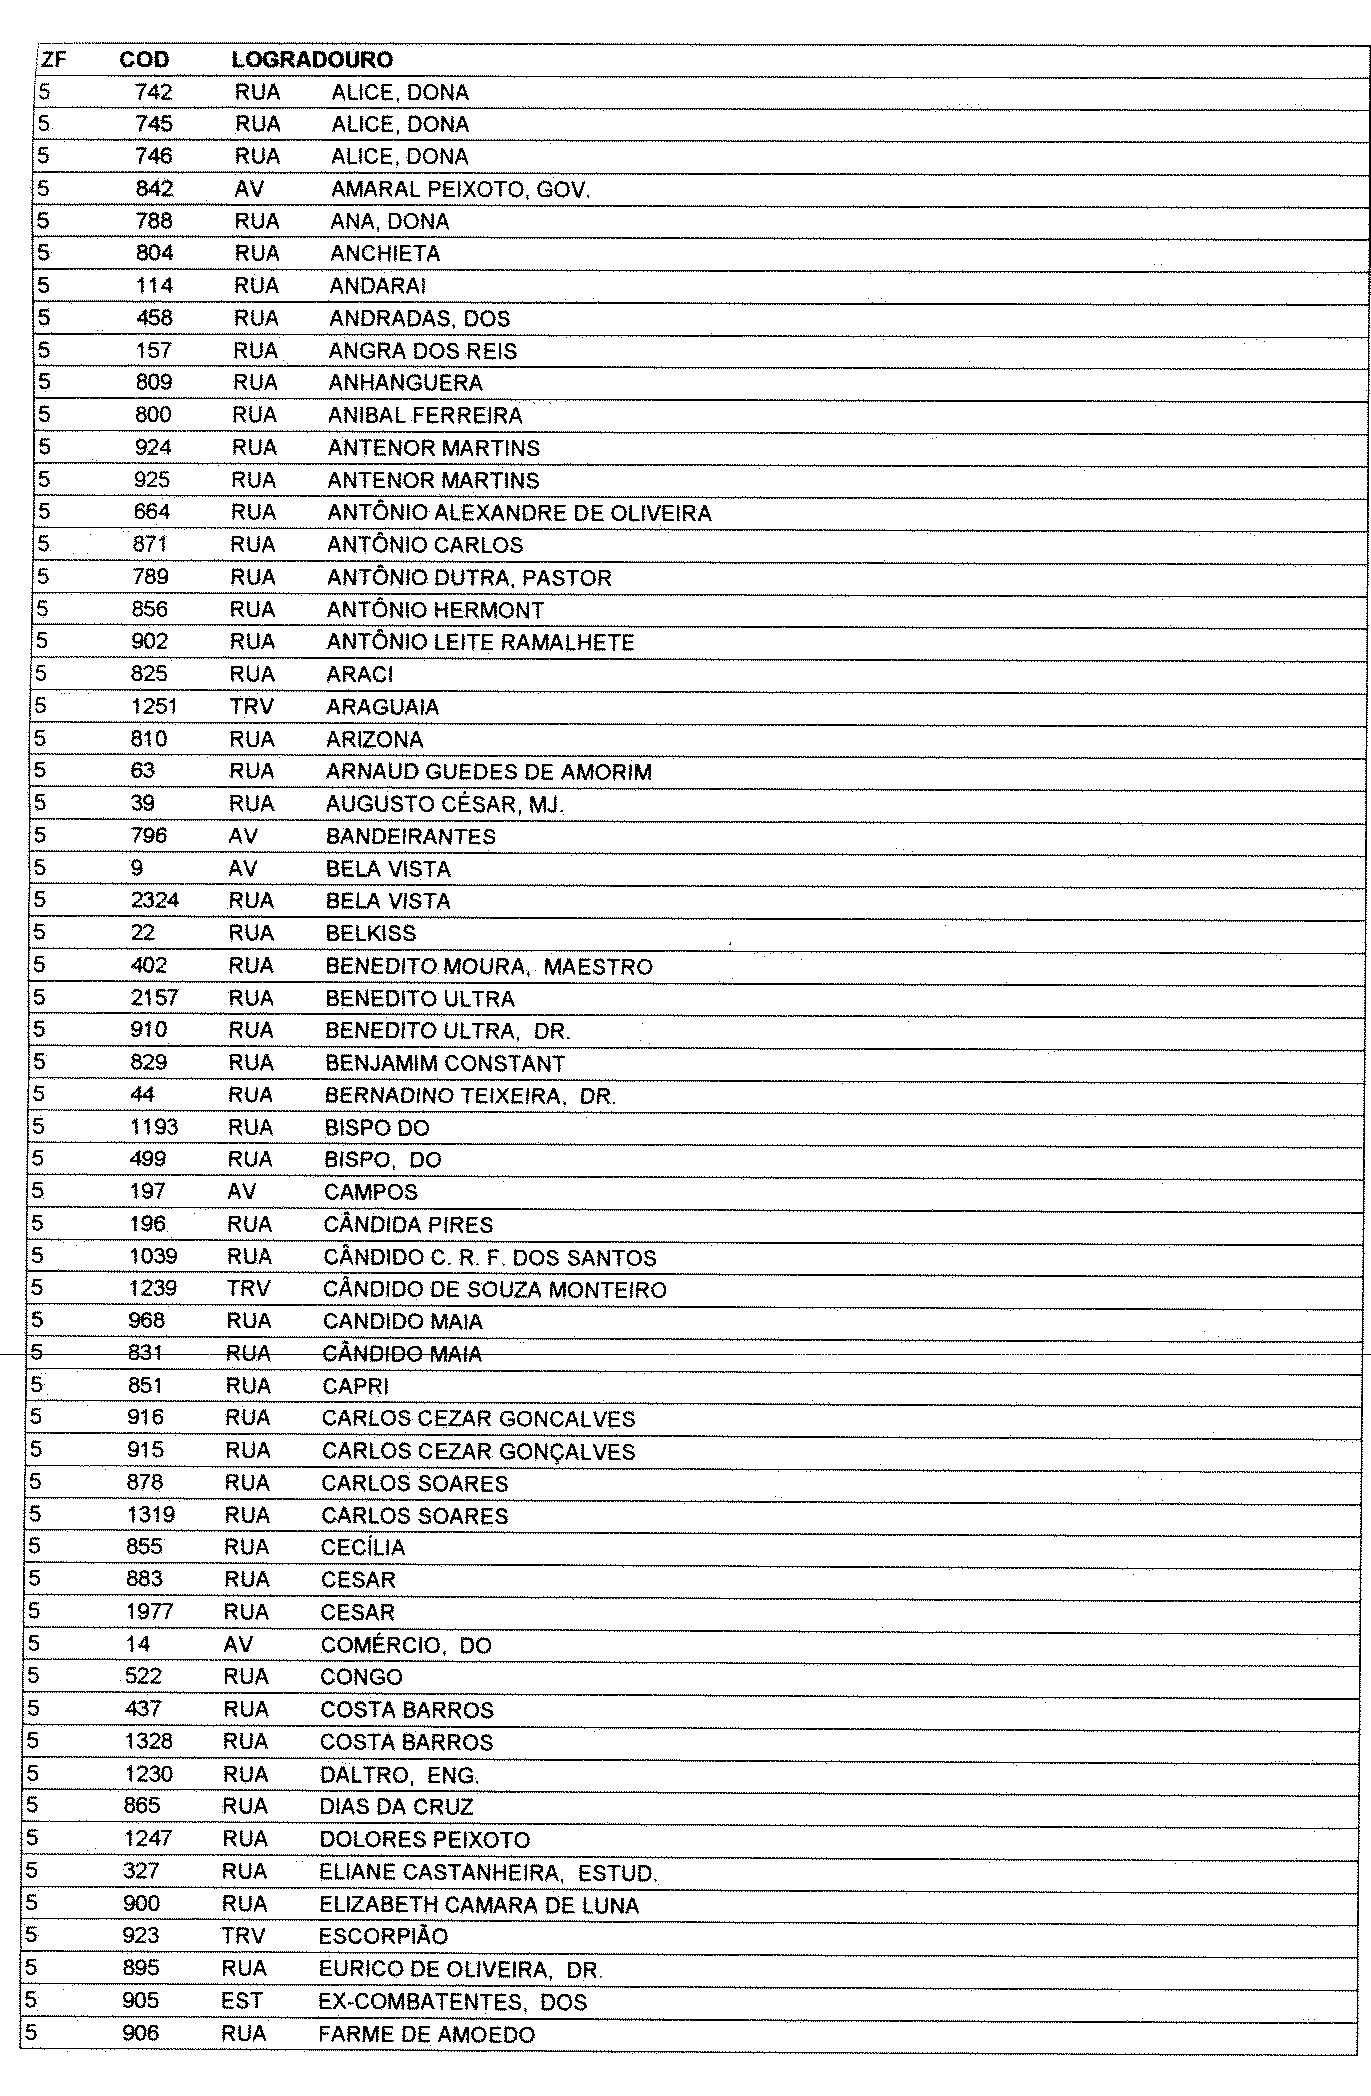 ZF COD LOGRADOURO
5 742 RUA ALICE, DONA
5 745 RUA ALICE, DONA
5 746 RUA ALICE, DONA
5 842 AV AMARAL PEIXOTO, GOV.
5 788 RUA ANA, DONA
5 804 RUA ANCHIETA
5 114 RUA ANDARAI
5 458 RUA ANDRADAS, DOS
5 157 RUA ANGRA DOS REIS
5 809 RUA ANHANGUERA
5 800 RUA ANIBAL FERREIRA
5 924 RUA ANTENOR MARTINS
5 925 RUA ANTENOR MARTINS
5 664 RUA ANTÔNIO ALEXANDRE DE OLIVEIRA
5 871 RUA ANTÔNIO CARLOS
5 789 RUA ANTÔNIO DUTRA, PASTOR
5 856 RUA ANTÔNIO HERMONT
5 902 RUA ANTÔNIO LEITE RAMALHETE
5 825 RUA ARACI
5 1251 TRV ARAGUAIA
5 810 RUA ARIZONA
5 63 RUA ARNAUD GUEDES DE AMORIM
5 39 RUA AUGUSTO CÉSAR, MJ.
5 796 AV BANDEIRANTES
5 9 AV BELA VISTA
5 2324 RUA BELA VISTA
5 22 RUA BELKISS
5 402 RUA BENEDITO MOURA, MAESTRO
5 2157 RUA BENEDITO ULTRA
5 910 RUA BENEDITO ULTRA, DR.
5 829 RUA BENJAMIM CONSTANT
5 44 RUA BERNADINO TEIXEIRA, DR.
5 1193 RUA BISPO DO
5 499 RUA BISPO, DO
5 197 AV CAMPOS
5 196 RUA CÂNDIDA PIRES
5 1039 RUA CÂNDIDO C. R. F. DOS SANTOS
5 1239 TRV CÂNDIDO DE SOUZA MONTEIRO
5 968 RUA CANDIDO MAIA
5 831 RUA CÂNDIDO MAIA
5 851 RUA CAPRI
5 916 RUA CARLOS CEZAR GONCALVES
5 915 RUA CARLOS CEZAR GONÇALVES
5 878 RUA CARLOS SOARES
5 1319 RUA CARLOS SOARES
5 855 RUA CECÍLIA
5 883 RUA CESAR
5 1977 RUA CESAR
5 14 AV COMÉRCIO, DO
5 522 RUA CONGO
5 437 RUA COSTA BARROS
5 1328 RUA COSTA BARROS
5 1230 RUA DALTRO, ENG.
5 865 RUA DIAS DA CRUZ
5 1247 RUA DOLORES PEIXOTO
5 327 RUA ELIANE CASTANHEIRA, ESTUD.
5 900 RUA ELIZABETH CAMARA DE LUNA
5 923 TRV ESCORPIÃO
5 895 RUA EURICO DE OLIVEIRA, DR.
5 905 EST EX-COMBATENTES, DOS
5 906 RUA FARME DE AMOEDO